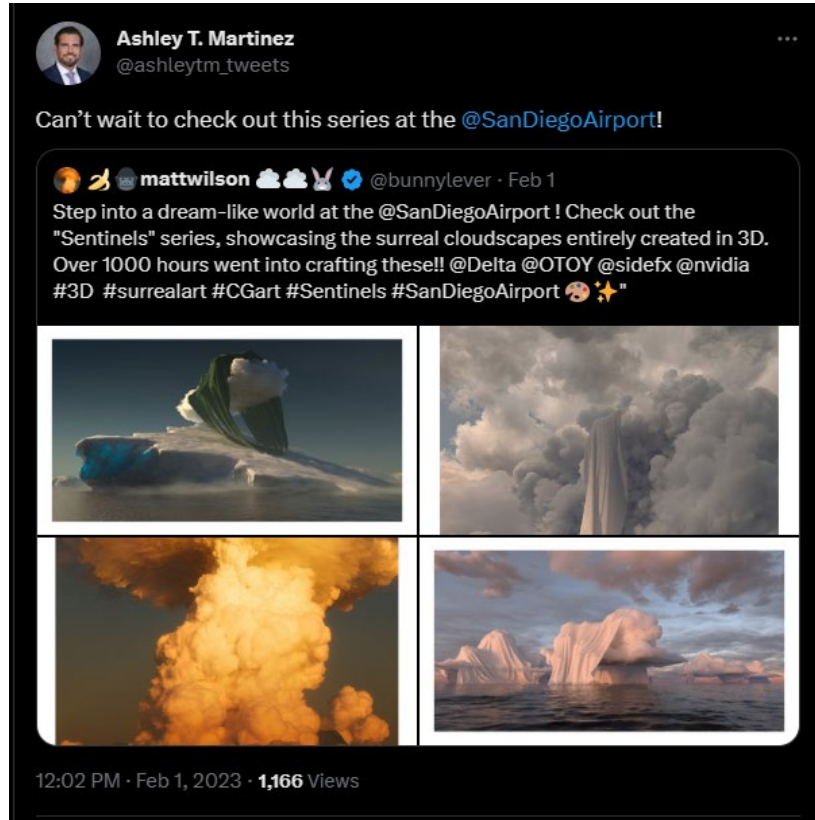 Ashley T. Martinez
@ashleytm_tweets
Can’t wait to check out this series at the @SanDiegoAirport!
🍌mattwilson ☁️☁️🐰 @bunnylever · Feb 1
Step into a dream-like world at the @SanDiegoAirport ! Check out the
"Sentinels" series, showcasing the surreal cloudscapes entirely created in 3D.
Over 1000 hours went into crafting these!! @Delta @OTOY @sidefx @nvidia
#3D #surrealart #CGart #Sentinels #SanDiegoAirport 🎨✨"
12:02 PM · Feb 1, 2023 · 1,166 Views